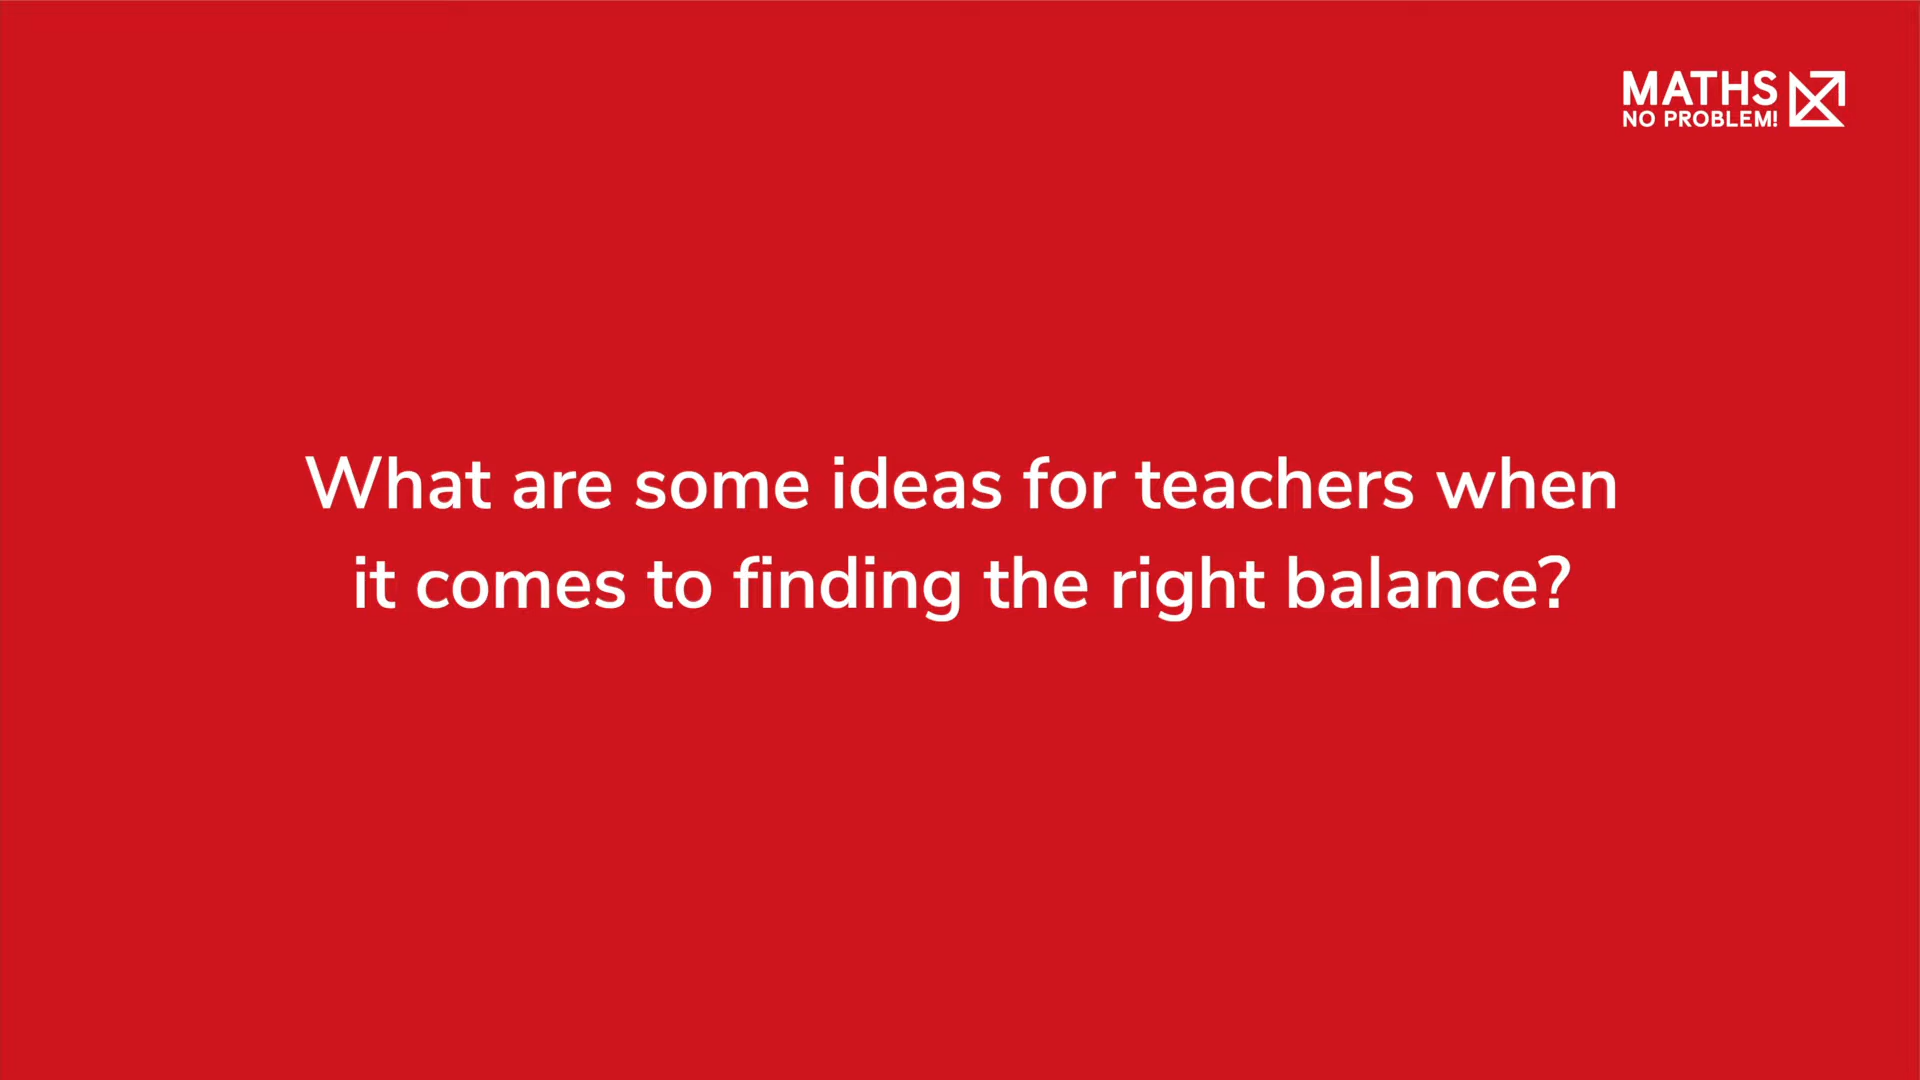 MATHS
NO PROBLEM!
What are some ideas for teachers when
it comes to finding the right balance?